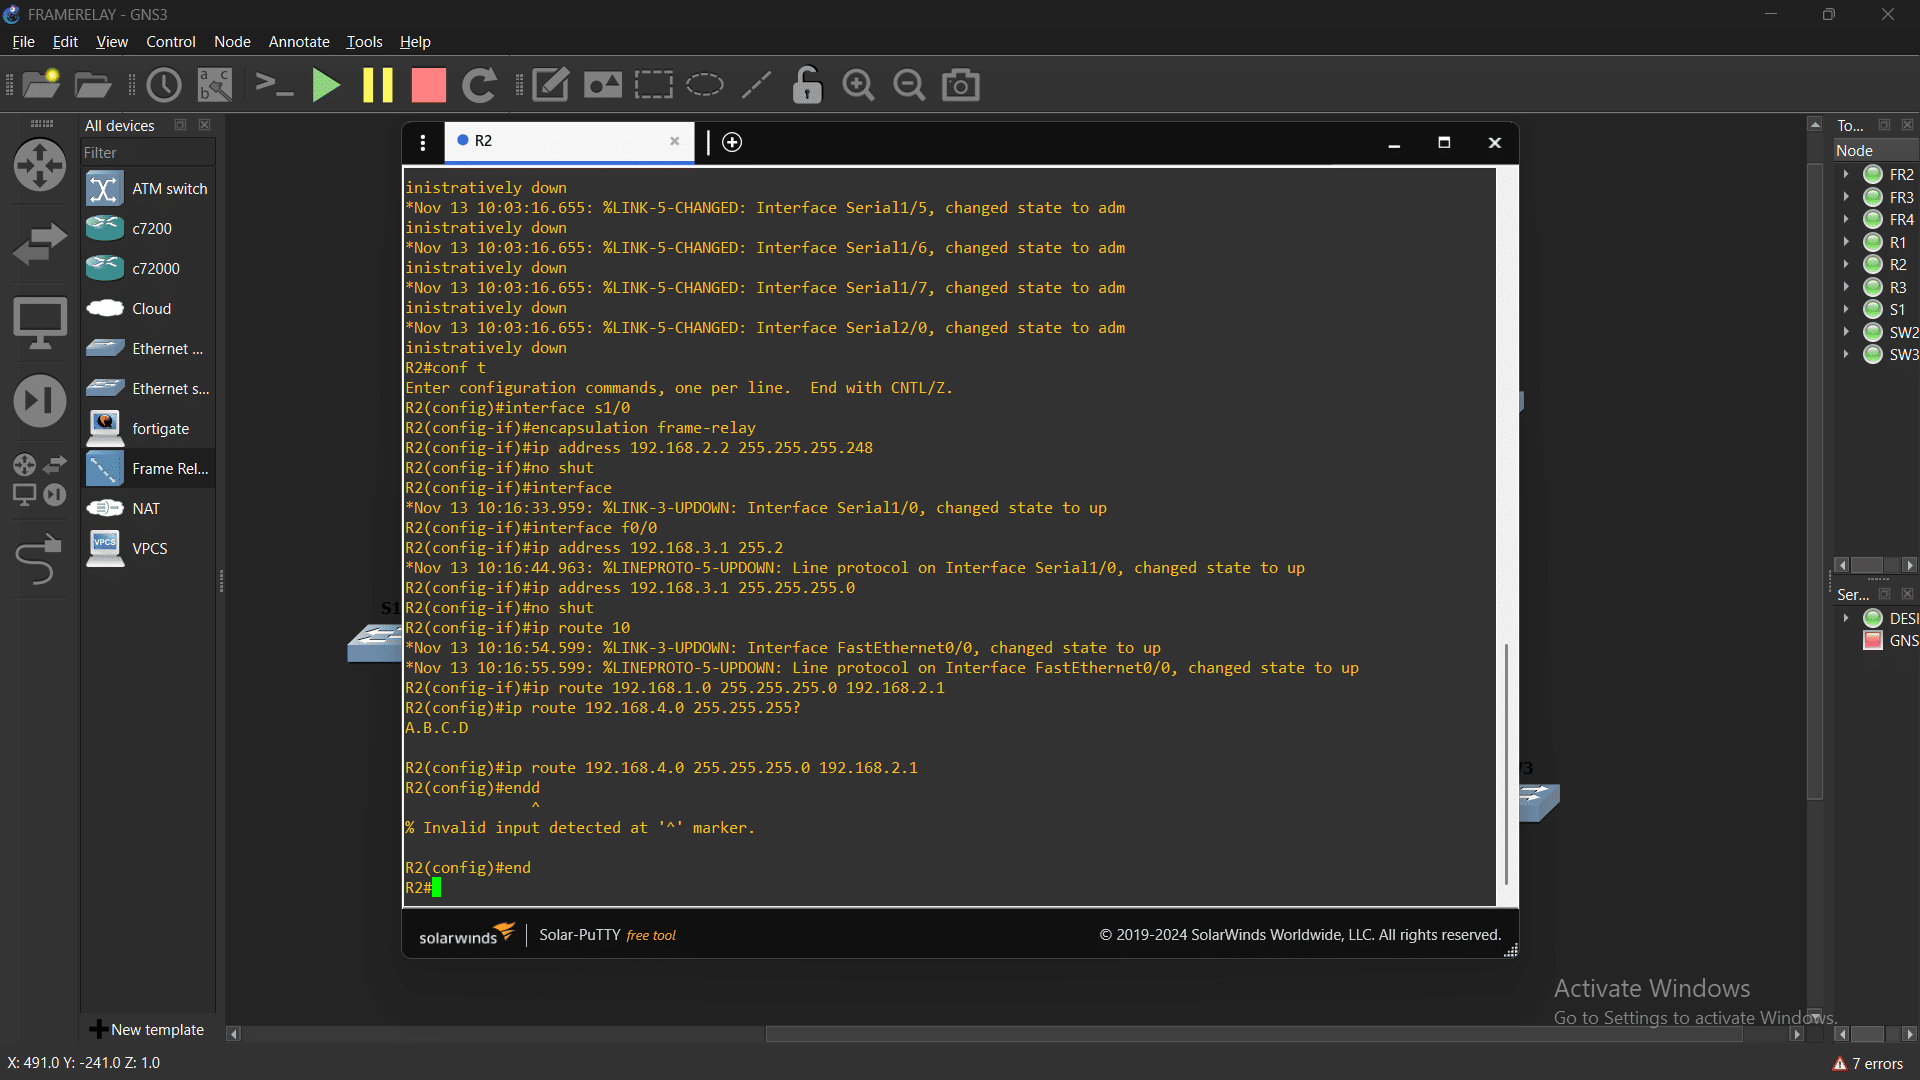 FRAMERELAY - GNS3
File Edit View Control Node Annotate Tools Help
All devices
Filter
ATM switch
c7200
c72000
Cloud
Ethernet ...
Ethernet s...
fortigate
Frame Rel...
NAT
VPCS
New template
R2
inistratively down
*Nov 13 10:03:16.655: %LINK-5-CHANGED: Interface Serial1/5, changed state to adm
inistratively down
*Nov 13 10:03:16.655: %LINK-5-CHANGED: Interface Serial1/6, changed state to adm
inistratively down
*Nov 13 10:03:16.655: %LINK-5-CHANGED: Interface Serial1/7, changed state to adm
inistratively down
*Nov 13 10:03:16.655: %LINK-5-CHANGED: Interface Serial2/0, changed state to adm
inistratively down
R2#conf t
Enter configuration commands, one per line.  End with CNTL/Z.
R2(config)#interface s1/0
R2(config-if)#encapsulation frame-relay
R2(config-if)#ip address 192.168.2.2 255.255.255.248
R2(config-if)#no shut
R2(config-if)#interface
*Nov 13 10:16:33.959: %LINK-3-UPDOWN: Interface Serial1/0, changed state to up
R2(config-if)#interface f0/0
R2(config-if)#ip address 192.168.3.1 255.2
*Nov 13 10:16:44.963: %LINEPROTO-5-UPDOWN: Line protocol on Interface Serial1/0, changed state to up
R2(config-if)#ip address 192.168.3.1 255.255.255.0
R2(config-if)#no shut
R2(config-if)#ip route 10
*Nov 13 10:16:54.599: %LINK-3-UPDOWN: Interface FastEthernet0/0, changed state to up
*Nov 13 10:16:55.599: %LINEPROTO-5-UPDOWN: Line protocol on Interface FastEthernet0/0, changed state to up
R2(config-if)#ip route 192.168.1.0 255.255.255.0 192.168.2.1
R2(config)#ip route 192.168.4.0 255.255.255?
A.B.C.D
R2(config)#ip route 192.168.4.0 255.255.255.0 192.168.2.1
R2(config)#endd
^
% Invalid input detected at '^' marker.
R2(config)#end
R2#
solarwinds Solar-PuTTY free tool
© 2019-2024 SolarWinds Worldwide, LLC. All rights reserved.
S1
3
To...
Node
FR2
FR3
FR4
R1
R2
R3
S1
SW2
SW3
Ser...
DESI
GNS
Activate Windows
Go to Settings to activate Windows.
X: 491.0 Y: -241.0 Z: 1.0
7 errors